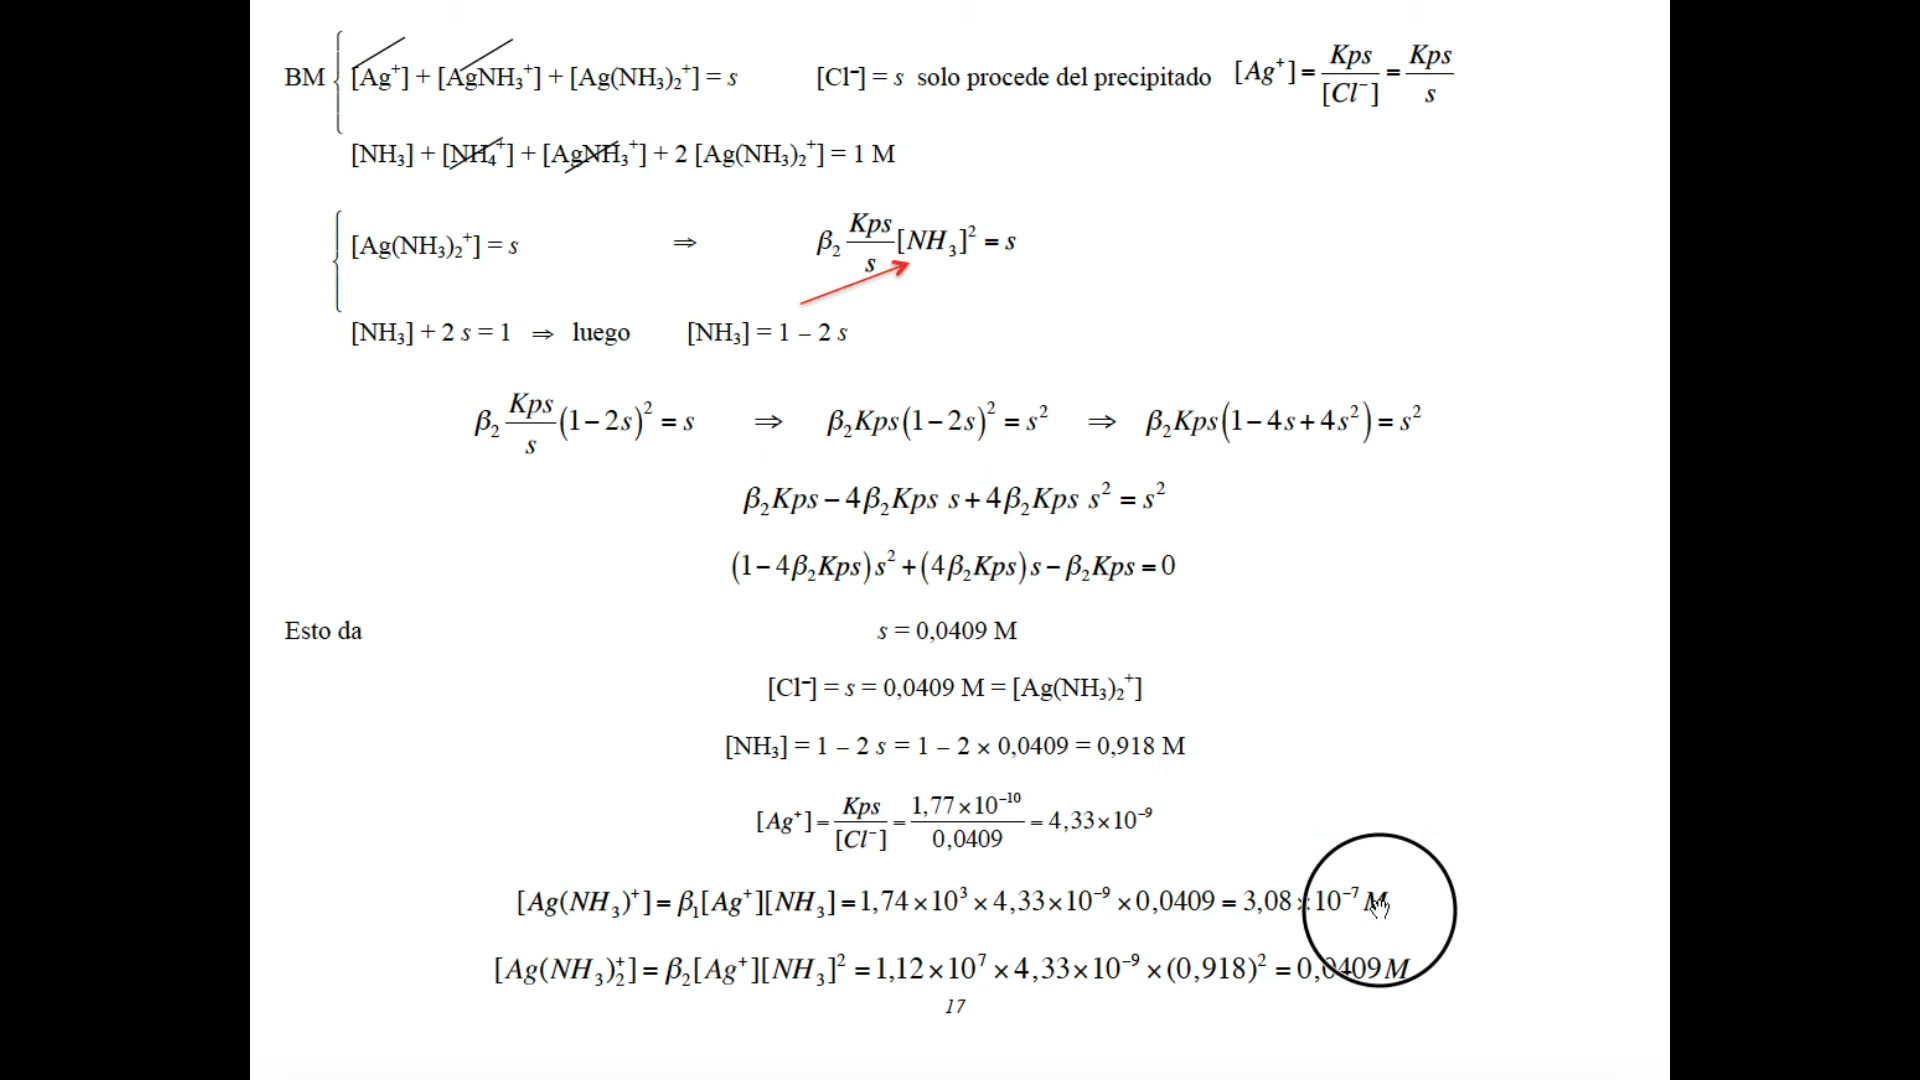 BM [Ag⁺] + [AgNH₃⁺] + [Ag(NH₃)₂⁺] = s [Cl⁻] = s solo procede del precipitado [Ag⁺] = Kps/[Cl⁻] = Kps/s
[NH₃] + [NH₄⁺] + [AgNH₃⁺] + 2 [Ag(NH₃)₂⁺] = 1 M
[Ag(NH₃)₂⁺] = s ⇒ β₂ Kps/s [NH₃]² = s
[NH₃] + 2 s = 1 ⇒ luego [NH₃] = 1 – 2 s
β₂ Kps/s (1 – 2s)² = s ⇒ β₂Kps(1 – 2s)² = s² ⇒ β₂Kps(1 – 4s + 4s²) = s²
β₂Kps – 4β₂Kps s + 4β₂Kps s² = s²
(1 – 4β₂Kps)s² + (4β₂Kps)s – β₂Kps = 0
Esto da s = 0,0409 M
[Cl⁻] = s = 0,0409 M = [Ag(NH₃)₂⁺]
[NH₃] = 1 – 2 s = 1 – 2 × 0,0409 = 0,918 M
[Ag⁺] = Kps/[Cl⁻] = 1,77×10⁻¹⁰/0,0409 = 4,33×10⁻⁹
[Ag(NH₃)⁺] = β₁[Ag⁺][NH₃] = 1,74×10³ × 4,33×10⁻⁹ × 0,0409 = 3,08×10⁻⁷ M
[Ag(NH₃)₂⁺] = β₂[Ag⁺][NH₃]² = 1,12×10⁷ × 4,33×10⁻⁹ × (0,918)² = 0,0409 M
17